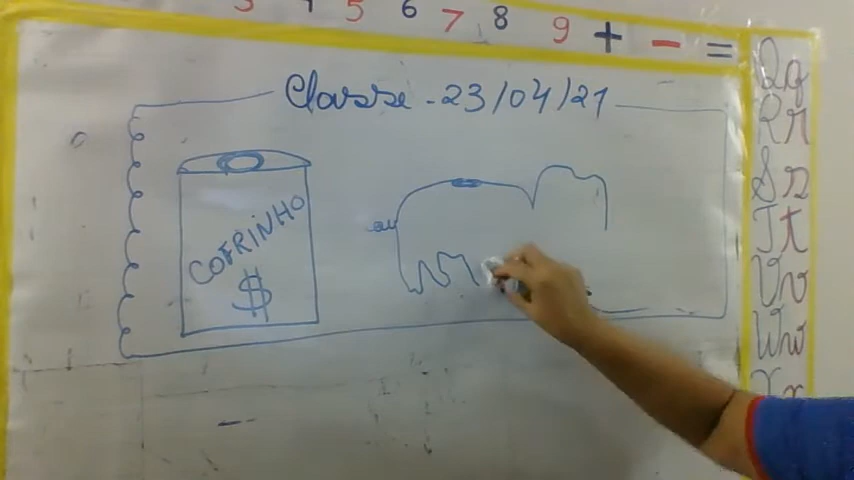 5 6 7 8 9 + - =
Classe - 23/04/21
COFRINHO
$
Qq
Rr
Ss
Tt
Vv
Ww